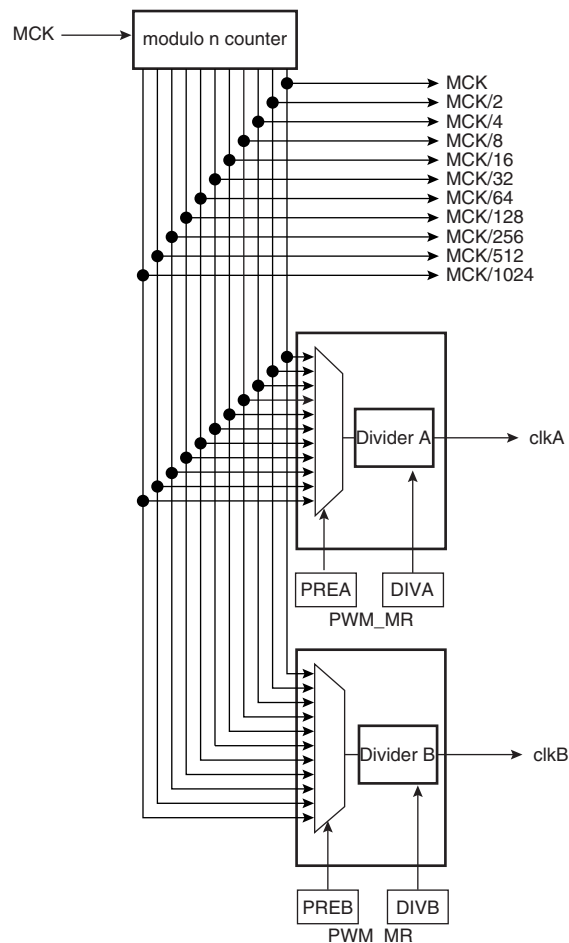 MCK
modulo n counter
MCK
MCK/2
MCK/4
MCK/8
MCK/16
MCK/32
MCK/64
MCK/128
MCK/256
MCK/512
MCK/1024
Divider A
clkA
PREA
DIVA
PWM_MR
Divider B
clkB
PREB
DIVB
PWM_MR